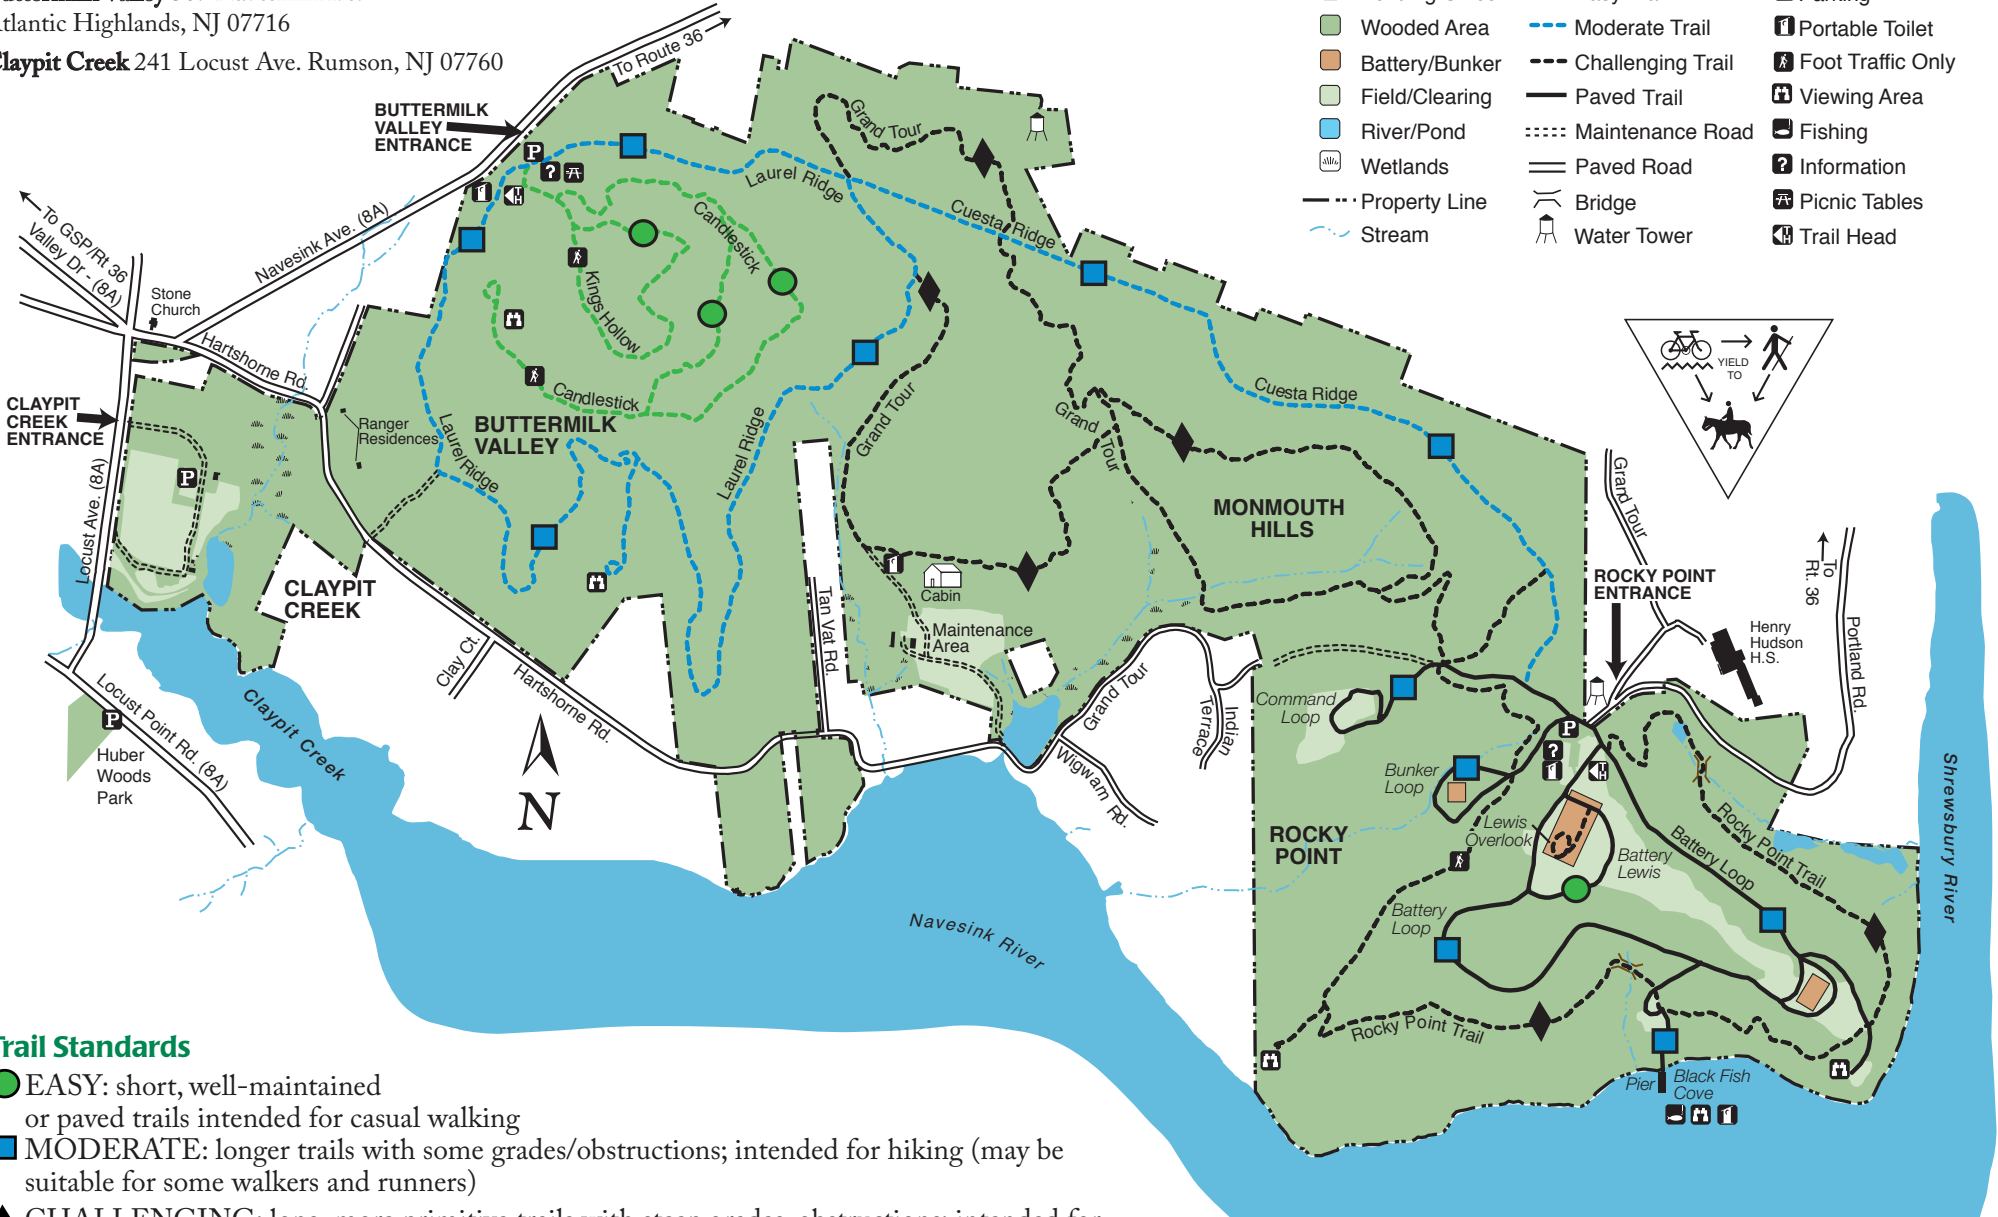 Atlantic Highlands, NJ 07716
Claypit Creek 241 Locust Ave. Rumson, NJ 07760
Wooded Area
Battery/Bunker
Field/Clearing
River/Pond
Wetlands
Property Line
Stream
Moderate Trail
Challenging Trail
Paved Trail
Maintenance Road
Paved Road
Bridge
Water Tower
Parking
Portable Toilet
Foot Traffic Only
Viewing Area
Fishing
Information
Picnic Tables
Trail Head
YIELD
TO
To Route 36
BUTTERMILK
VALLEY
ENTRANCE
Navesink Ave. (8A)
To GSP/Rt 36
Valley Dr - (8A)
Stone
Church
Hartshorne Rd.
CLAYPIT
CREEK
ENTRANCE
Locust Ave. (8A)
Ranger
Residences
CLAYPIT
CREEK
Claypit Creek
Locust Point Rd. (8A)
Huber
Woods
Park
Clay Ct.
Hartshorne Rd.
N
Grand Tour
Laurel Ridge
Cuesta Ridge
Candlestick
Kings Hollow
Candlestick
BUTTERMILK
VALLEY
Laurel Ridge
Laurel Ridge
Grand Tour
Grand Tour
Cuesta Ridge
MONMOUTH
HILLS
Cabin
Maintenance
Area
Tan Vat Rd.
Grand Tour
Wigwam Rd.
Indian
Terrace
Grand Tour
ROCKY POINT
ENTRANCE
To
Rt. 36
Portland Rd.
Henry
Hudson
H.S.
Command
Loop
Bunker
Loop
Lewis
Overlook
Battery
Lewis
Battery Loop
Rocky Point Trail
ROCKY
POINT
Battery
Loop
Rocky Point Trail
Pier
Black Fish
Cove
Navesink River
Shrewsbury River
Trail Standards
EASY: short, well-maintained
or paved trails intended for casual walking
MODERATE: longer trails with some grades/obstructions; intended for hiking (may be
suitable for some walkers and runners)